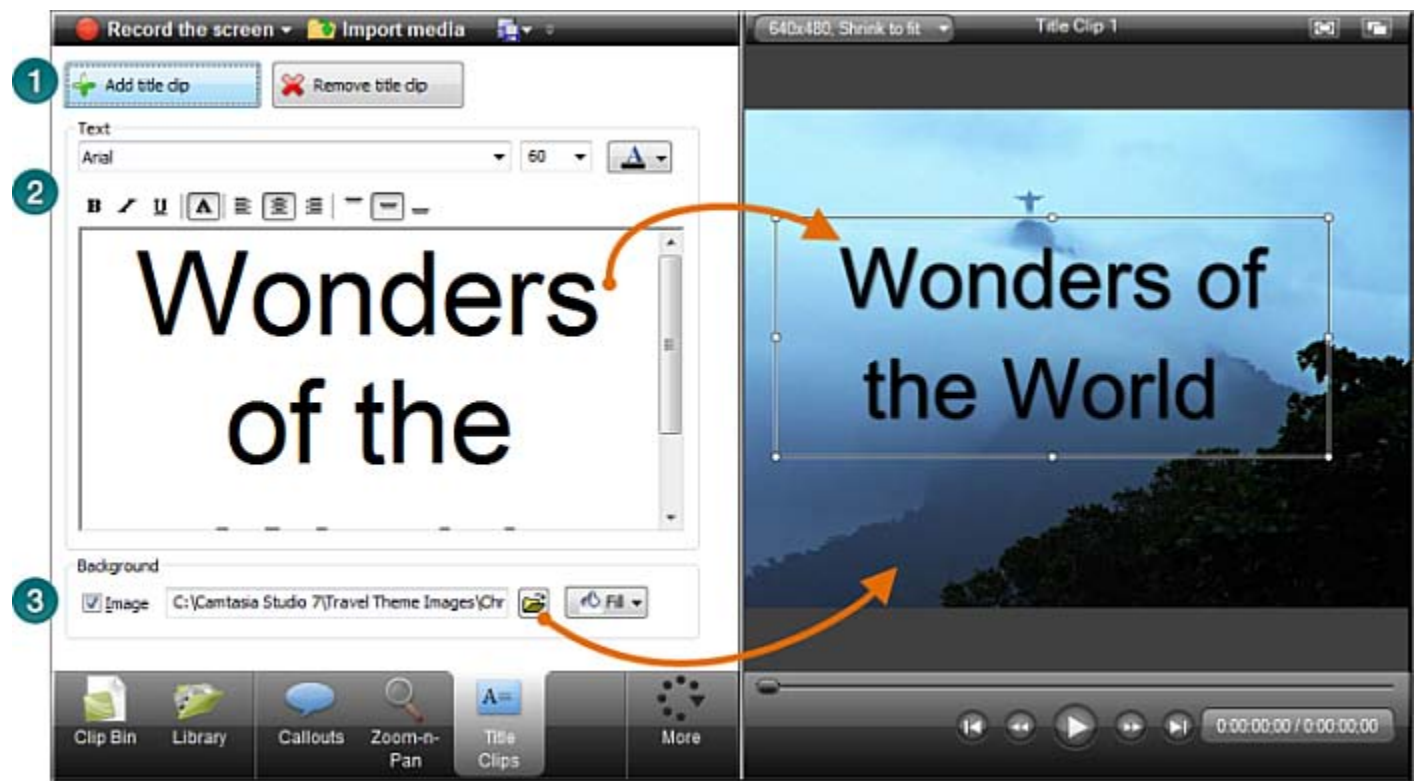 Record the screen Import media
1 Add title clip Remove title clip
Text
Arial 60 A
2
B I U A
Wonders
of the
Background
3 Image C:\Camtasia Studio 7\Travel Theme Images\Chr Fill
Clip Bin Library Callouts Zoom-n-Pan A= Title Clips More
640x480, Shrink to fit Title Clip 1
Wonders of
the World
0:00:00;00 / 0:00:00;00